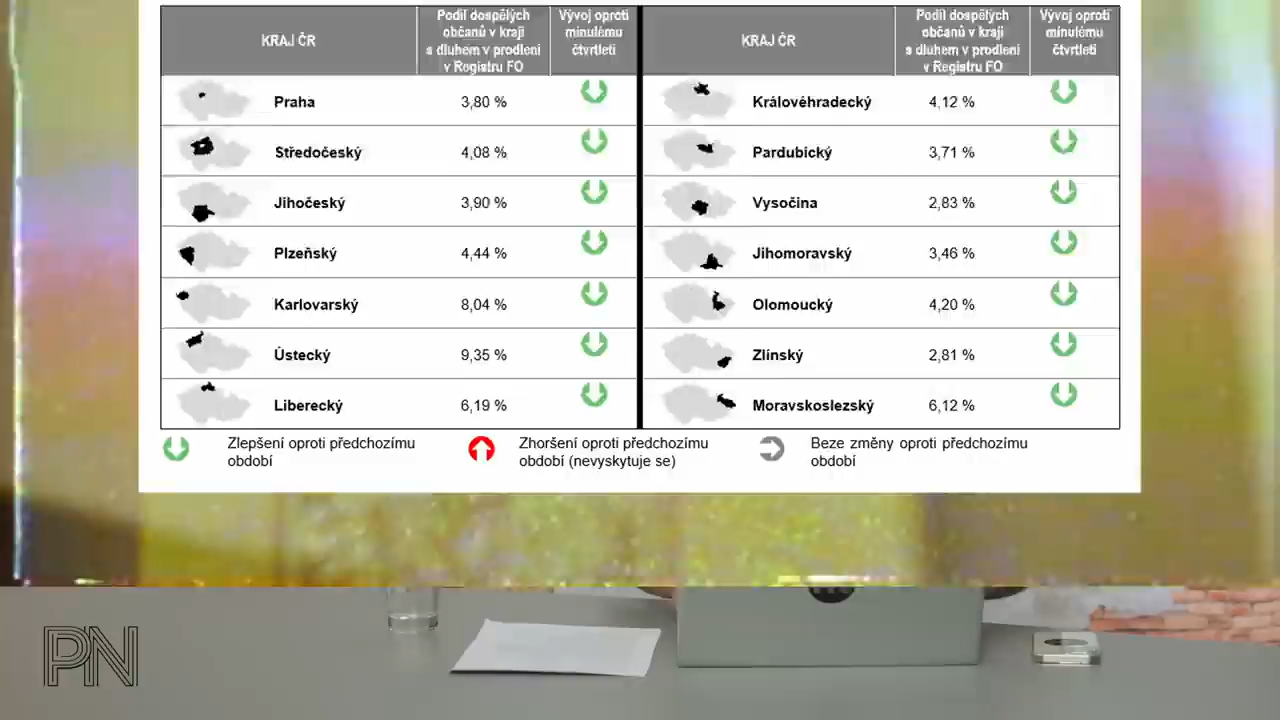 KRAJ ČR
Podíl dospělých
občanů v kraji
s dluhem v prodlení
v Registru FO
Vývoj oproti
minulému
čtvrtletí
KRAJ ČR
Podíl dospělých
občanů v kraji
s dluhem v prodlení
v Registru FO
Vývoj oproti
minulému
čtvrtletí
Praha 3,80 %
Královéhradecký 4,12 %
Středočeský 4,08 %
Pardubický 3,71 %
Jihočeský 3,90 %
Vysočina 2,83 %
Plzeňský 4,44 %
Jihomoravský 3,46 %
Karlovarský 8,04 %
Olomoucký 4,20 %
Ústecký 9,35 %
Zlínský 2,81 %
Liberecký 6,19 %
Moravskoslezský 6,12 %
Zlepšení oproti předchozímu
období
Zhoršení oproti předchozímu
období (nevyskytuje se)
Beze změny oproti předchozímu
období
PN